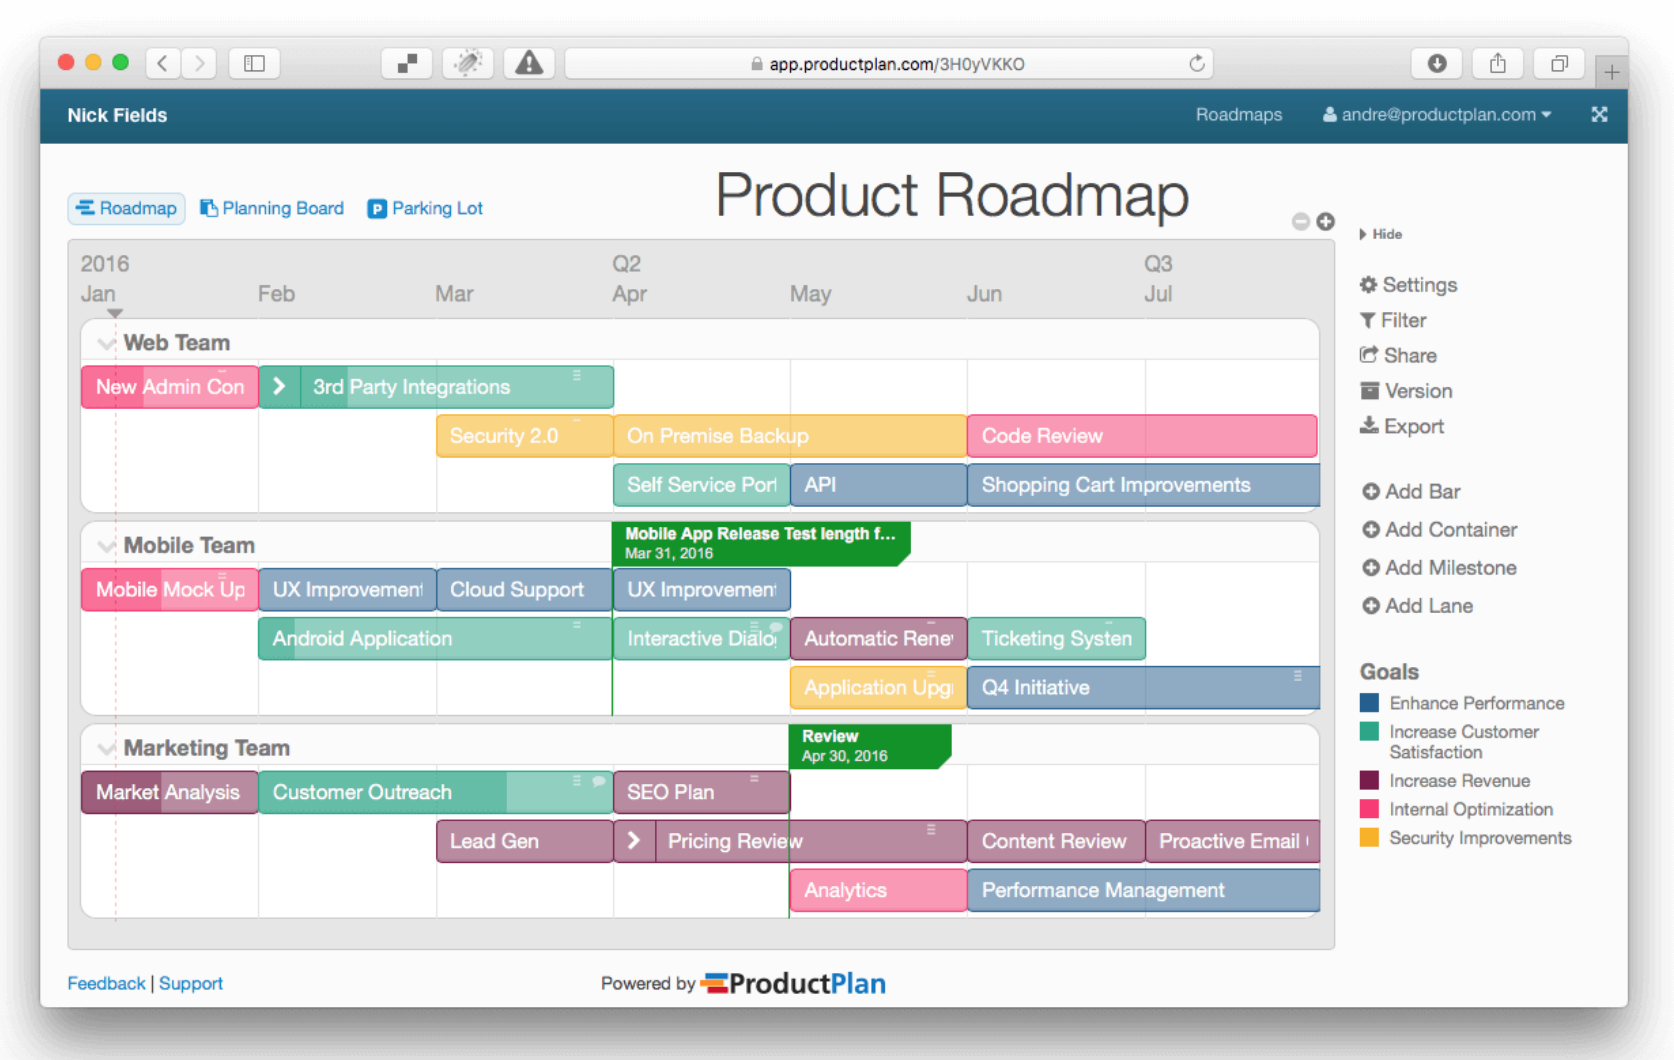 app.productplan.com/3H0yVKKO
Nick Fields
Roadmaps
andre@productplan.com
Roadmap
Planning Board
P Parking Lot
Product Roadmap
Hide
2016
Q2
Q3
Jan
Feb
Mar
Apr
May
Jun
Jul
Settings
Filter
Share
Version
Export
Add Bar
Add Container
Add Milestone
Add Lane
Goals
Enhance Performance
Increase Customer
Satisfaction
Increase Revenue
Internal Optimization
Security Improvements
Web Team
New Admin Con
3rd Party Integrations
Security 2.0
On Premise Backup
Code Review
Self Service Port
API
Shopping Cart Improvements
Mobile Team
Mobile App Release Test length f...
Mar 31, 2016
Mobile Mock Up
UX Improvement
Cloud Support
UX Improvement
Android Application
Interactive Dialog
Automatic Renew
Ticketing System
Application Upg
Q4 Initiative
Marketing Team
Review
Apr 30, 2016
Market Analysis
Customer Outreach
SEO Plan
Lead Gen
Pricing Review
Content Review
Proactive Email
Analytics
Performance Management
Feedback | Support
Powered by ProductPlan